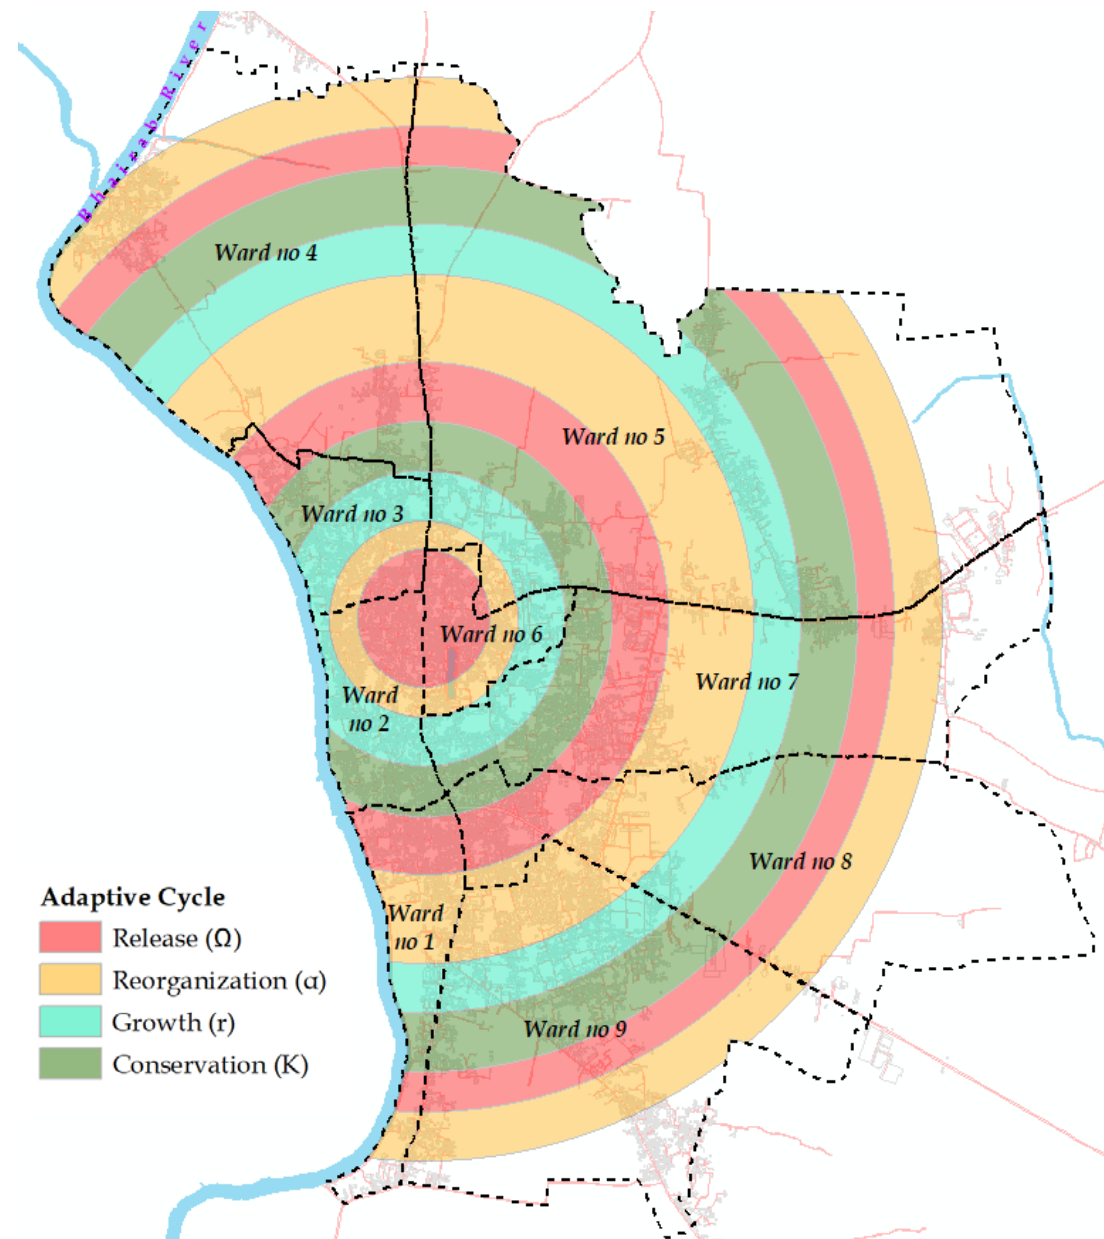 Bhairab River
Ward no 4
Ward no 5
Ward no 3
Ward no 6
Ward
no 2
Ward no 7
Ward no 8
Ward
no 1
Ward no 9
Adaptive Cycle
Release (Ω)
Reorganization (α)
Growth (r)
Conservation (K)